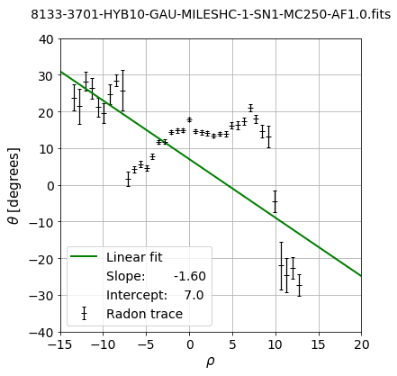 8133-3701-HYB10-GAU-MILESHC-1-SN1-MC250-AF1.0.fits
40
30
20
10
0
−10
−20
−30
−40
θ [degrees]
Linear fit
Slope: -1.60
Intercept: 7.0
Radon trace
−15 −10 −5 0 5 10 15 20
ρ